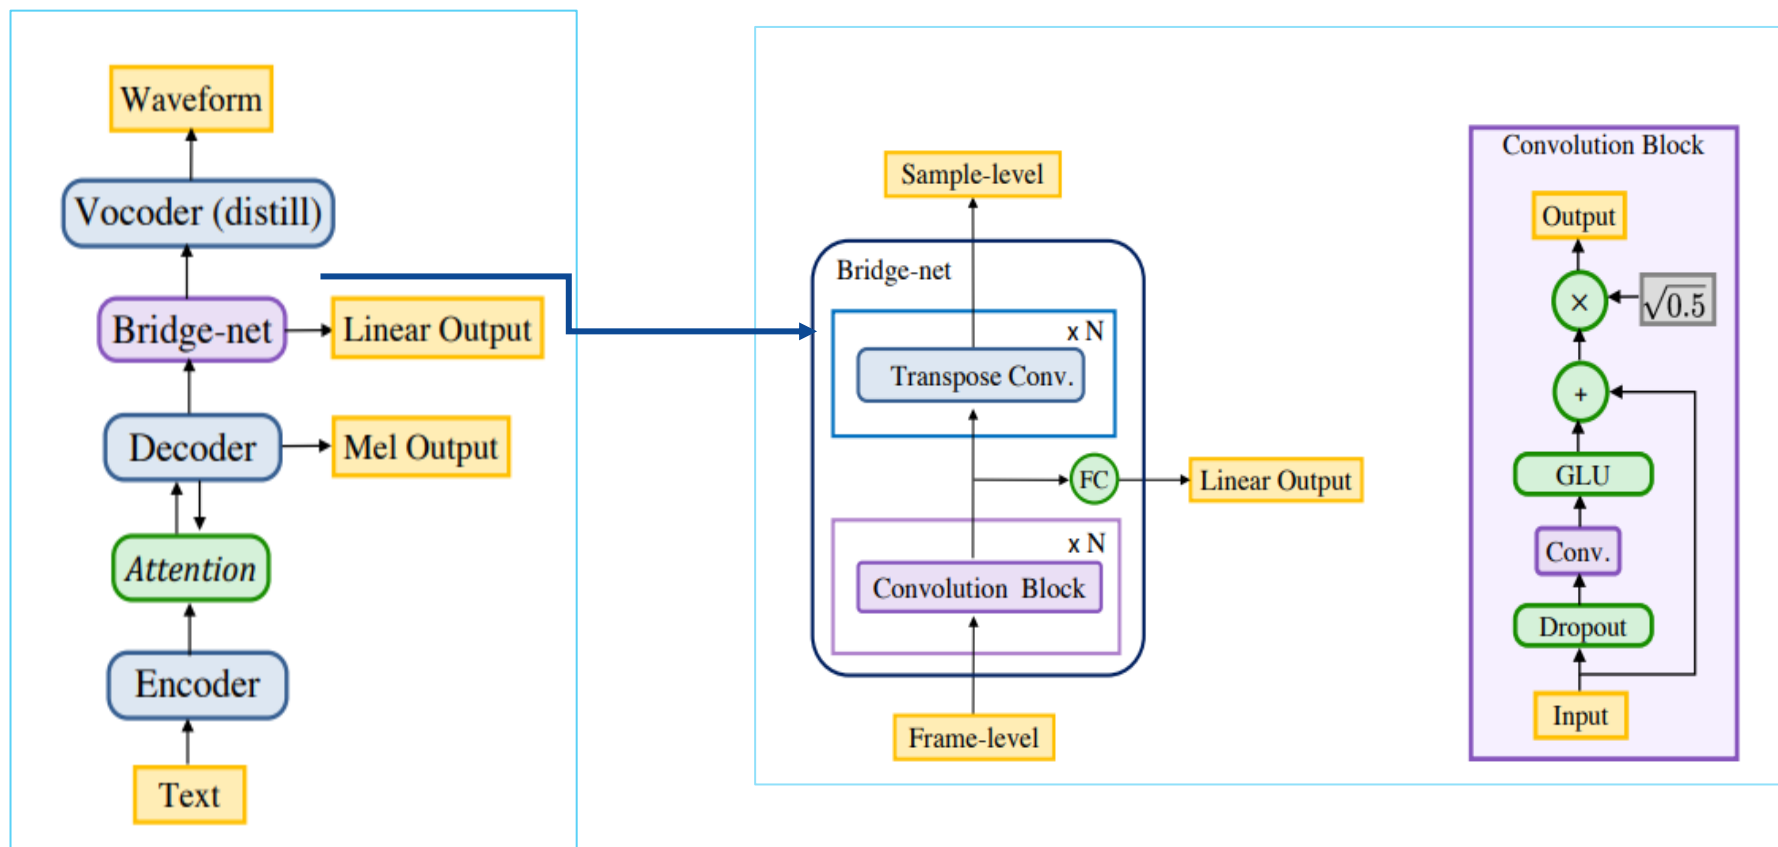 Waveform
Vocoder (distill)
Bridge-net
Linear Output
Decoder
Mel Output
Attention
Encoder
Text
Sample-level
Bridge-net
x N
Transpose Conv.
FC
Linear Output
x N
Convolution Block
Frame-level
Convolution Block
Output
×
√0.5
+
GLU
Conv.
Dropout
Input